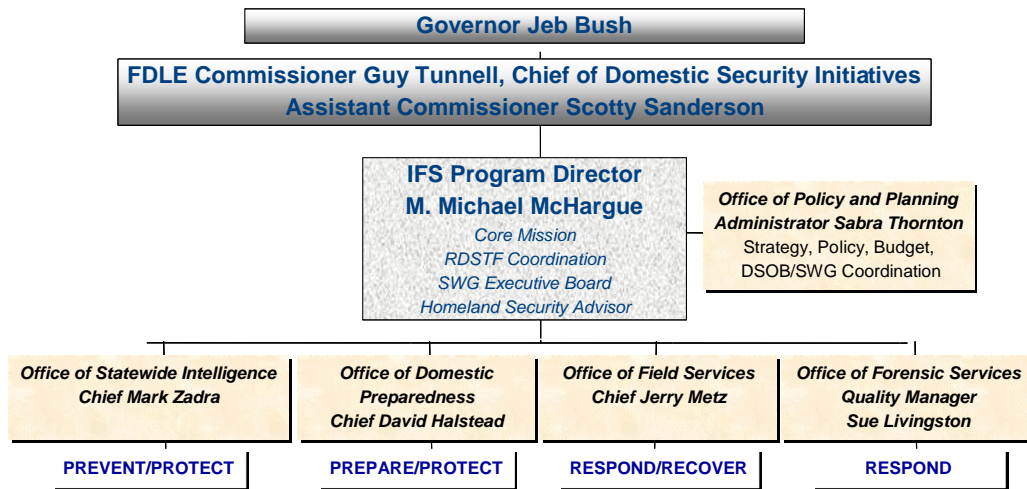 Governor Jeb Bush
FDLE Commissioner Guy Tunnell, Chief of Domestic Security Initiatives
Assistant Commissioner Scotty Sanderson
IFS Program Director
M. Michael McHargue
Core Mission
RDSTF Coordination
SWG Executive Board
Homeland Security Advisor
Office of Policy and Planning
Administrator Sabra Thornton
Strategy, Policy, Budget,
DSOB/SWG Coordination
Office of Statewide Intelligence
Chief Mark Zadra
PREVENT/PROTECT
Office of Domestic
Preparedness
Chief David Halstead
PREPARE/PROTECT
Office of Field Services
Chief Jerry Metz
RESPOND/RECOVER
Office of Forensic Services
Quality Manager
Sue Livingston
RESPOND